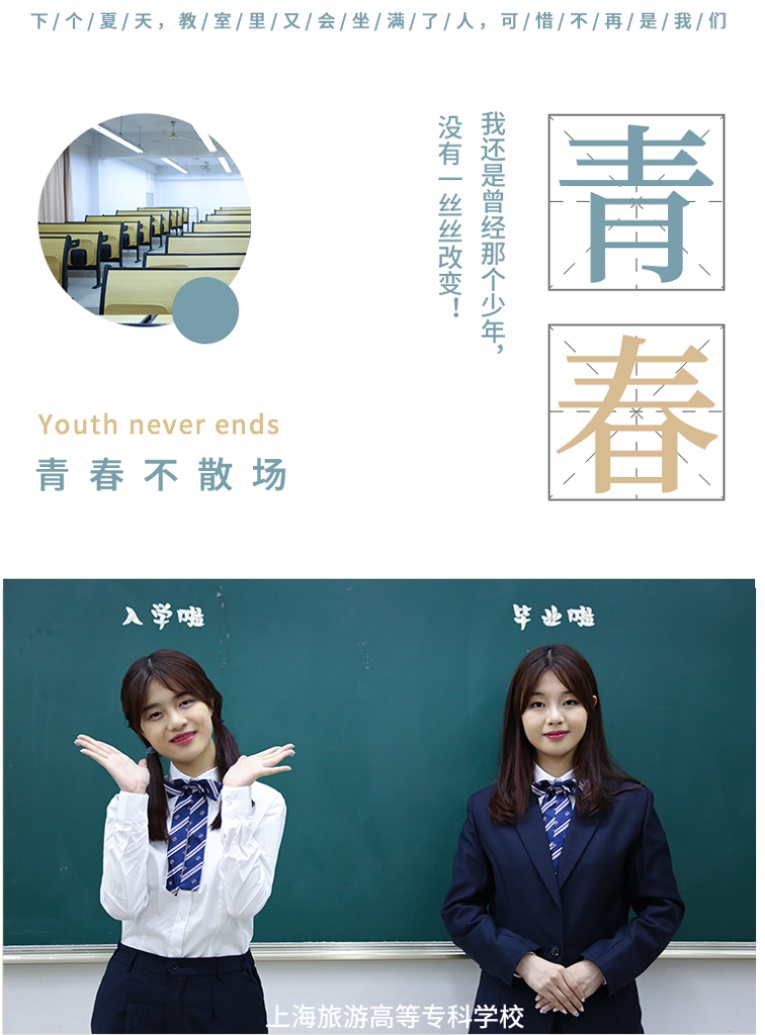 下/个/夏/天，教/室/里/又/会/坐/满/了/人，可/惜/不/再/是/我/们
我还是曾经那个少年，
没有一丝丝改变！
青
春
Youth never ends
青春不散场
入学啦
毕业啦
上海旅游高等专科学校